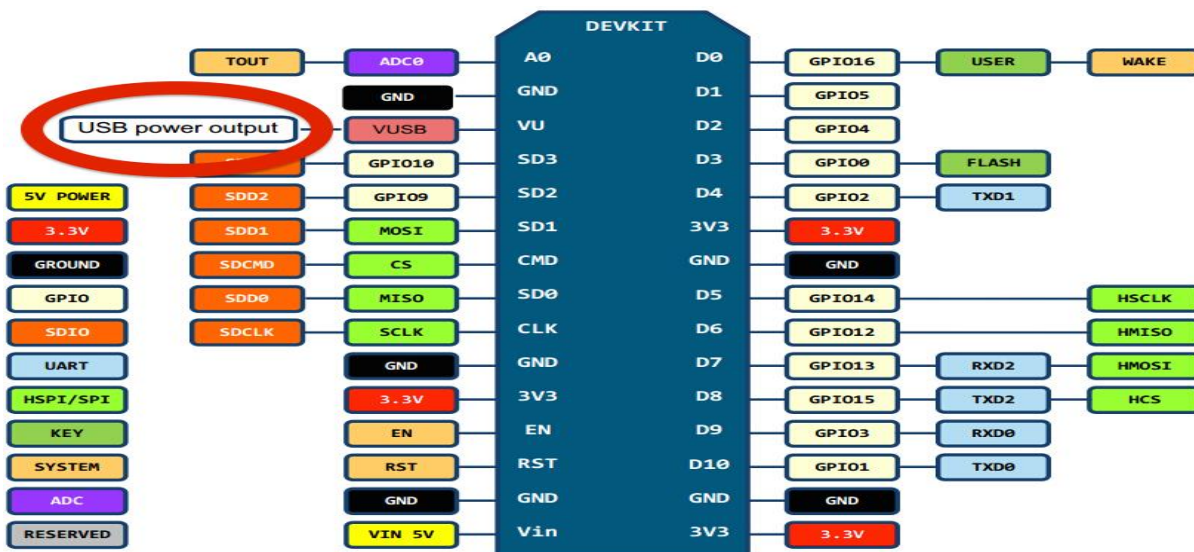 DEVKIT
TOUT ADC0 A0 D0 GPIO16 USER WAKE
GND GND D1 GPIO5
USB power output VUSB VU D2 GPIO4
GPIO10 SD3 D3 GPIO0 FLASH
5V POWER SDD2 GPIO9 SD2 D4 GPIO2 TXD1
3.3V SDD1 MOSI SD1 3V3 3.3V
GROUND SDCMD CS CMD GND GND
GPIO SDD0 MISO SD0 D5 GPIO14 HSCLK
SDIO SDCLK SCLK CLK D6 GPIO12 HMISO
UART GND GND D7 GPIO13 RXD2 HMOSI
HSPI/SPI 3.3V 3V3 D8 GPIO15 TXD2 HCS
KEY EN EN D9 GPIO3 RXD0
SYSTEM RST RST D10 GPIO1 TXD0
ADC GND GND GND GND
RESERVED VIN 5V Vin 3V3 3.3V